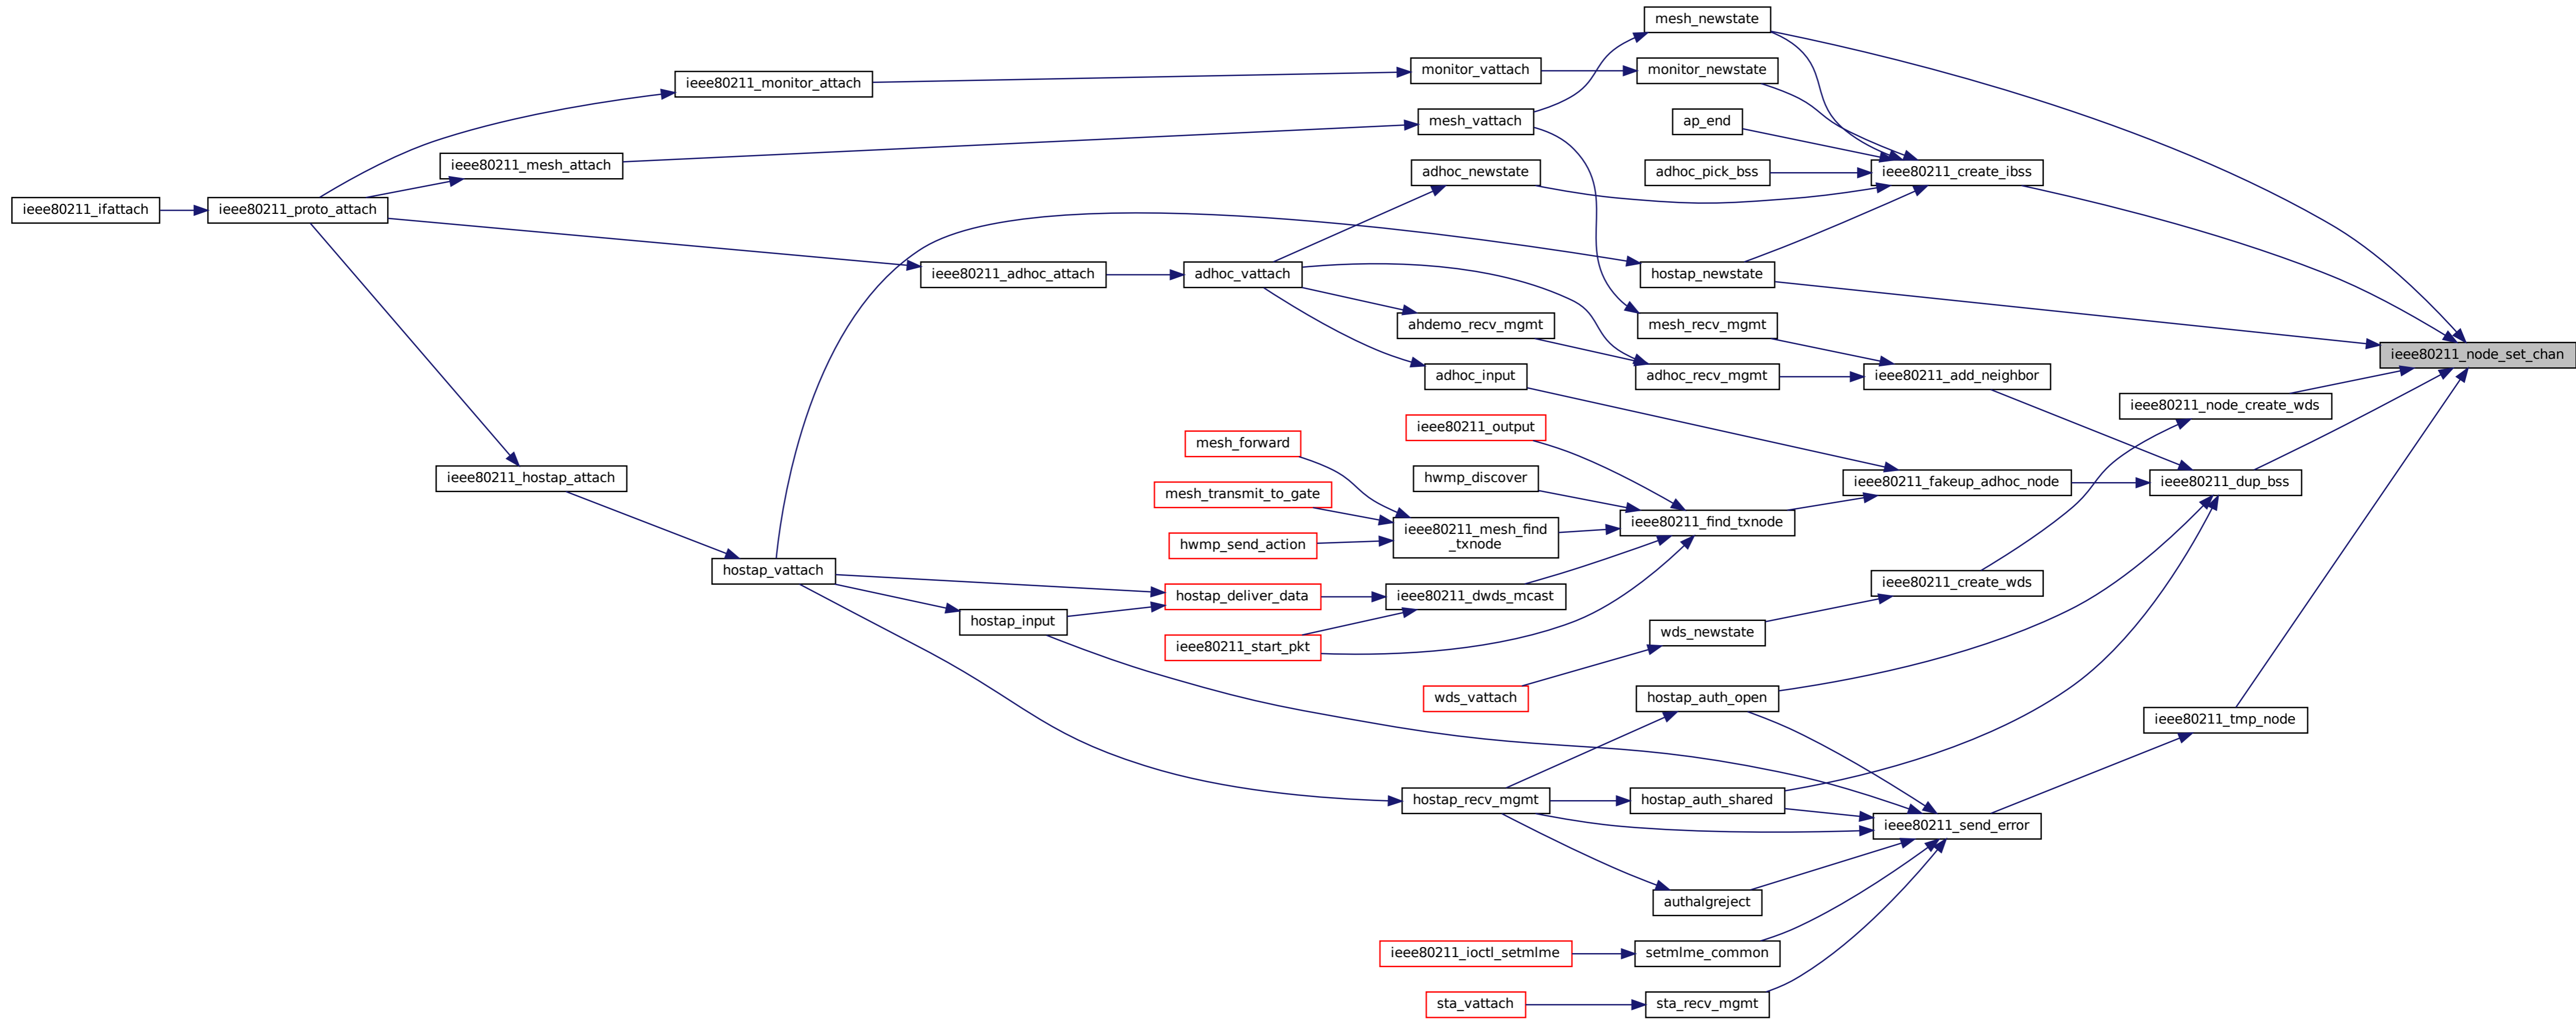 mesh_newstate
monitor_vattach
monitor_newstate
ieee80211_monitor_attach
mesh_vattach
ap_end
ieee80211_mesh_attach
adhoc_newstate
adhoc_pick_bss
ieee80211_create_ibss
ieee80211_ifattach
ieee80211_proto_attach
ieee80211_adhoc_attach
adhoc_vattach
hostap_newstate
ahdemo_recv_mgmt
mesh_recv_mgmt
ieee80211_node_set_chan
adhoc_input
adhoc_recv_mgmt
ieee80211_add_neighbor
ieee80211_node_create_wds
ieee80211_output
mesh_forward
ieee80211_hostap_attach
hwmp_discover
ieee80211_fakeup_adhoc_node
ieee80211_dup_bss
mesh_transmit_to_gate
ieee80211_find_txnode
ieee80211_mesh_find
_txnode
hwmp_send_action
hostap_vattach
ieee80211_create_wds
hostap_deliver_data
ieee80211_dwds_mcast
hostap_input
wds_newstate
ieee80211_start_pkt
wds_vattach
hostap_auth_open
ieee80211_tmp_node
hostap_recv_mgmt
hostap_auth_shared
ieee80211_send_error
authalgreject
ieee80211_ioctl_setmlme
setmlme_common
sta_vattach
sta_recv_mgmt